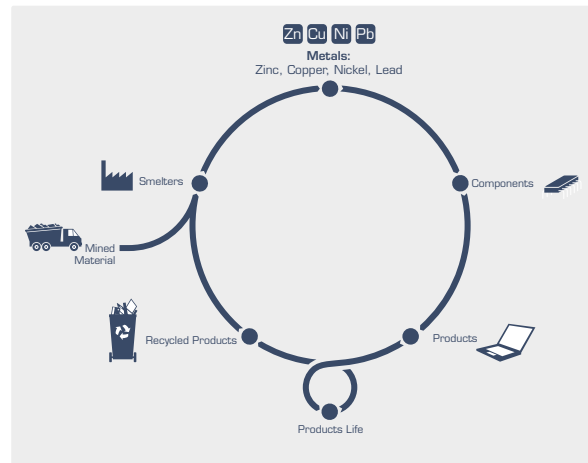 Zn Cu Ni Pb
Metals:
Zinc, Copper, Nickel, Lead
Smelters
Components
Mined
Material
Recycled Products
Products
Products Life